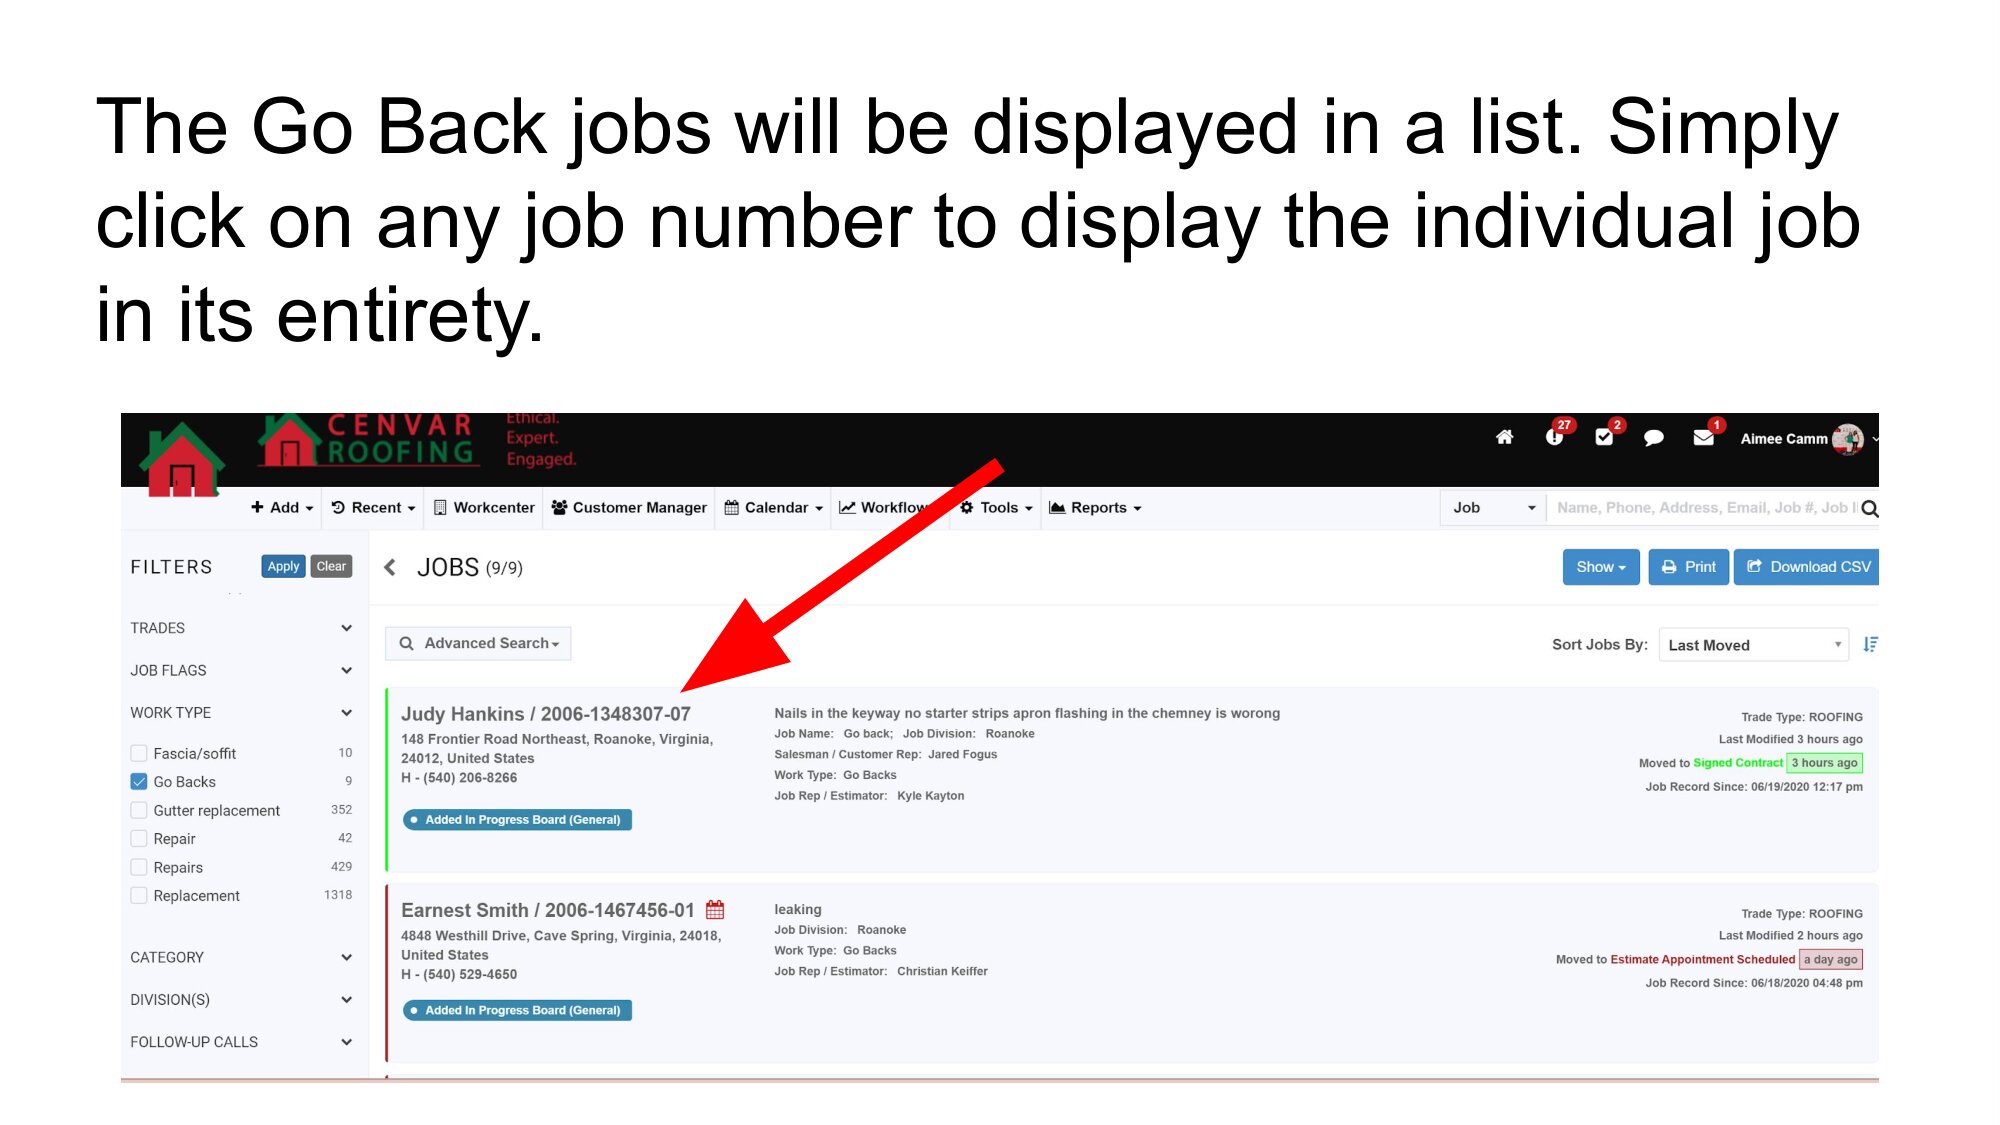 The Go Back jobs will be displayed in a list. Simply
click on any job number to display the individual job
in its entirety.
CENVAR
ROOFING
Ethical.
Expert.
Engaged.
27
2
1
Aimee Camm
Add
Recent
Workcenter
Customer Manager
Calendar
Workflow
Tools
Reports
Job
Name, Phone, Address, Email, Job #, Job I
FILTERS
Apply
Clear
JOBS (9/9)
Show
Print
Download CSV
TRADES
JOB FLAGS
WORK TYPE
Fascia/soffit 10
Go Backs 9
Gutter replacement 352
Repair 42
Repairs 429
Replacement 1318
CATEGORY
DIVISION(S)
FOLLOW-UP CALLS
Advanced Search
Sort Jobs By: Last Moved
Judy Hankins / 2006-1348307-07
148 Frontier Road Northeast, Roanoke, Virginia,
24012, United States
H - (540) 206-8266
Added In Progress Board (General)
Nails in the keyway no starter strips apron flashing in the chemney is worong
Job Name: Go back; Job Division: Roanoke
Salesman / Customer Rep: Jared Fogus
Work Type: Go Backs
Job Rep / Estimator: Kyle Kayton
Trade Type: ROOFING
Last Modified 3 hours ago
Moved to Signed Contract 3 hours ago
Job Record Since: 06/19/2020 12:17 pm
Earnest Smith / 2006-1467456-01
4848 Westhill Drive, Cave Spring, Virginia, 24018,
United States
H - (540) 529-4650
Added In Progress Board (General)
leaking
Job Division: Roanoke
Work Type: Go Backs
Job Rep / Estimator: Christian Keiffer
Trade Type: ROOFING
Last Modified 2 hours ago
Moved to Estimate Appointment Scheduled a day ago
Job Record Since: 06/18/2020 04:48 pm